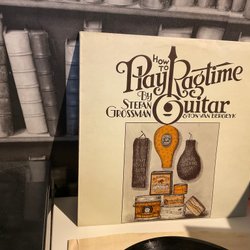 HOW TO
Play Ragtime
Guitar
By
STEFAN
GROSSMAN
& TON VAN BERGEYK